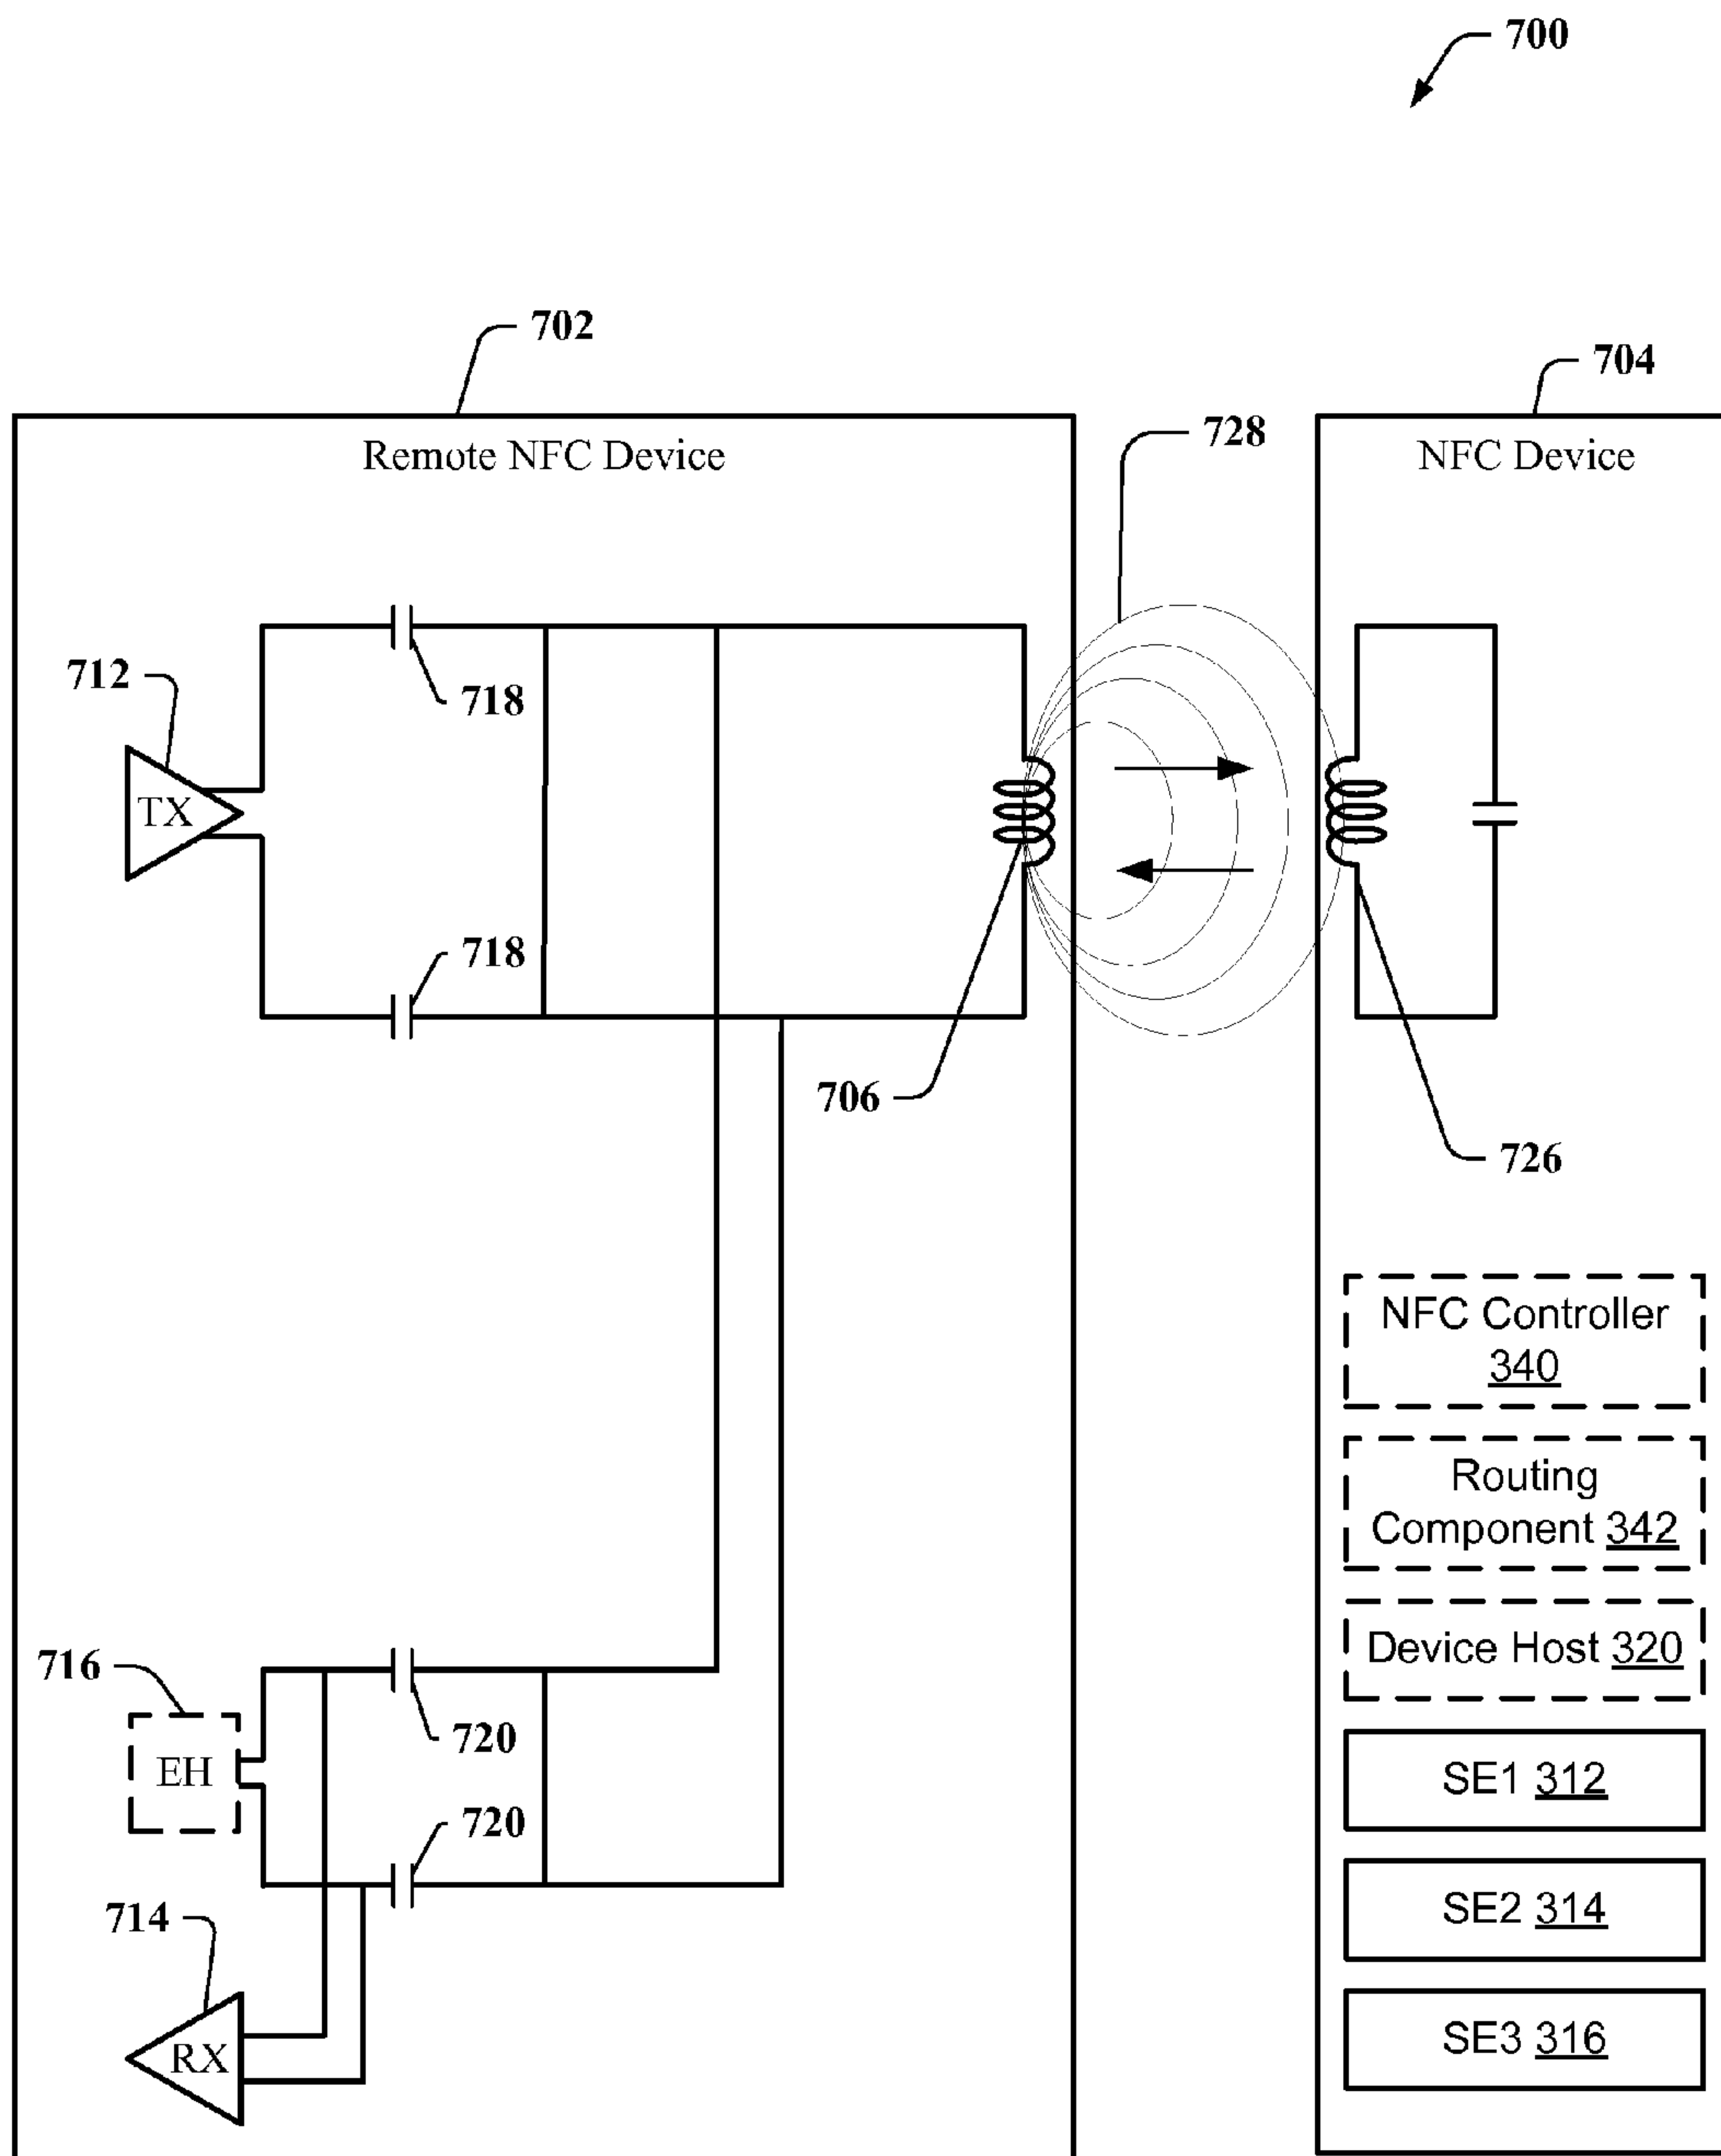 700
702
704
Remote NFC Device
728
NFC Device
712
718
TX
718
706
726
NFC Controller
340
Routing
Component 342
716
Device Host 320
EH
720
SE1 312
720
714
SE2 314
RX
SE3 316